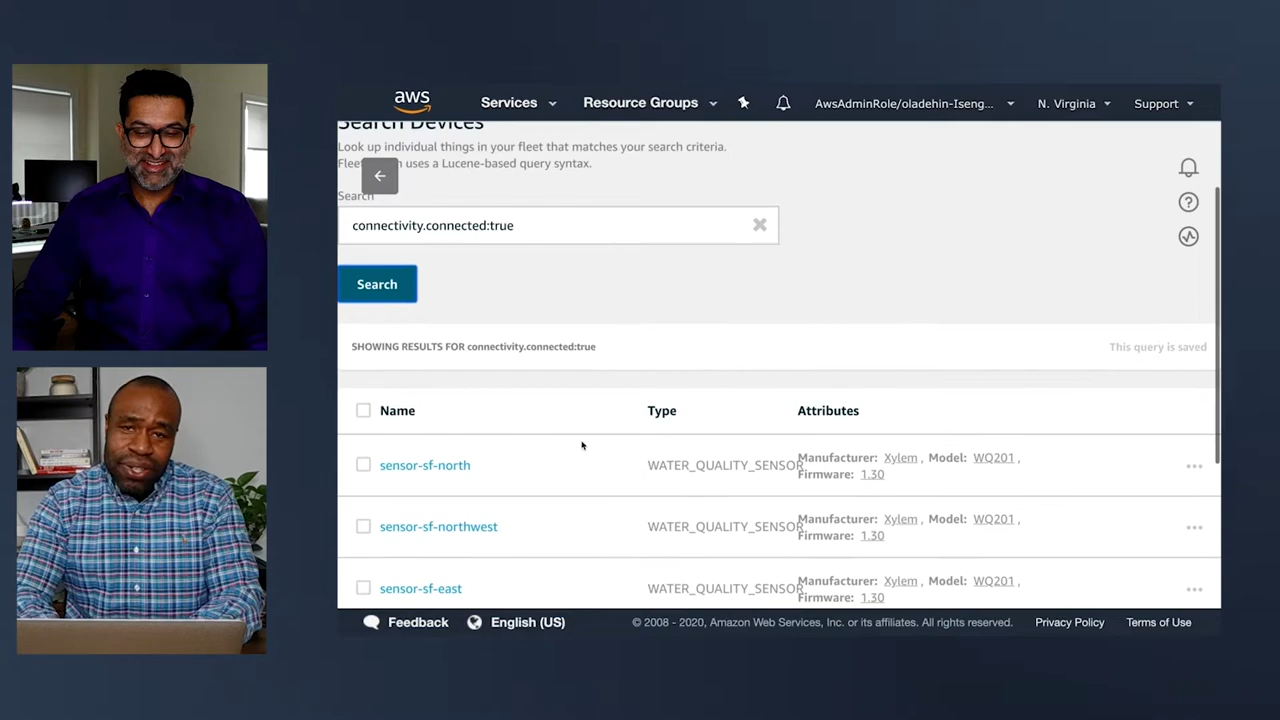 aws
Services
Resource Groups
AwsAdminRole/oladehin-Iseng...
N. Virginia
Support
Search Devices
Look up individual things in your fleet that matches your search criteria.
uses a Lucene-based query syntax.
Search
connectivity.connected:true
Search
SHOWING RESULTS FOR connectivity.connected:true
This query is saved
Name
Type
Attributes
sensor-sf-north
WATER_QUALITY_SENSOR
Manufacturer: Xylem , Model: WQ201 ,
Firmware: 1.30
sensor-sf-northwest
WATER_QUALITY_SENSOR
Manufacturer: Xylem , Model: WQ201 ,
Firmware: 1.30
sensor-sf-east
WATER_QUALITY_SENSOR
Manufacturer: Xylem , Model: WQ201 ,
Firmware: 1.30
Feedback
English (US)
© 2008 - 2020, Amazon Web Services, Inc. or its affiliates. All rights reserved.
Privacy Policy
Terms of Use